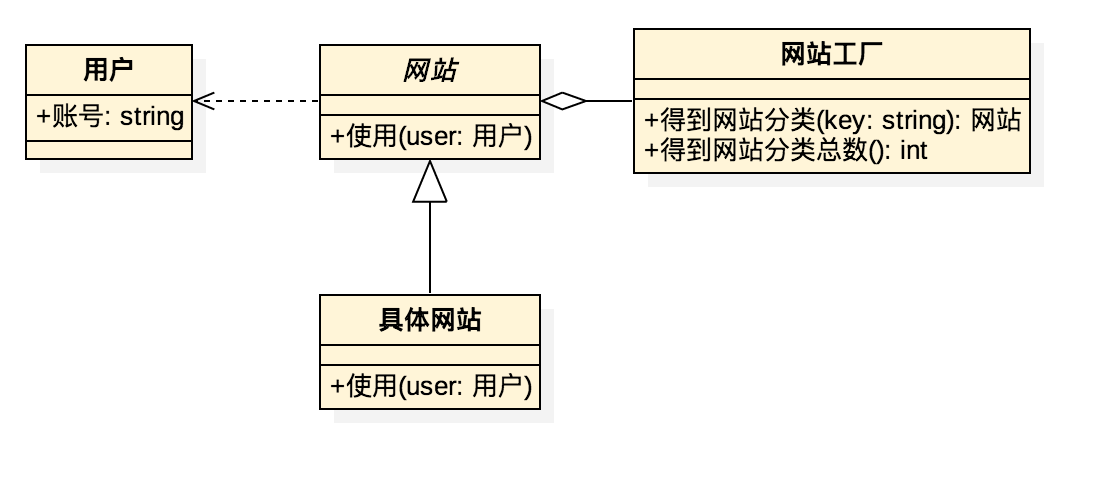 用户
+账号: string
网站
+使用(user: 用户)
网站工厂
+得到网站分类(key: string): 网站
+得到网站分类总数(): int
具体网站
+使用(user: 用户)